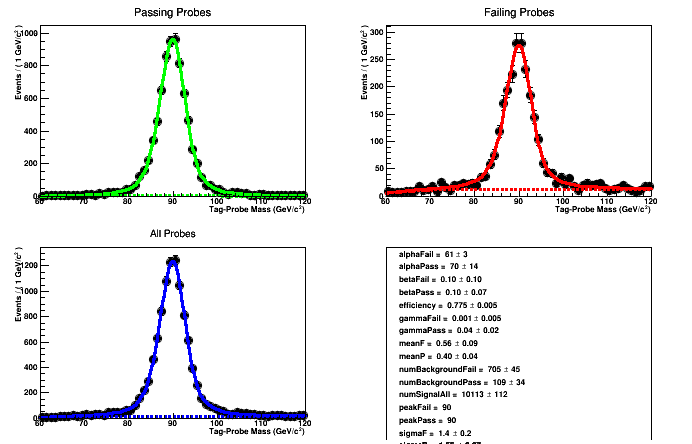 Passing Probes
Events / ( 1 GeV/c² )
1000
800
600
400
200
0
60 70 80 90 100 110 120
Tag-Probe Mass (GeV/c²)
Failing Probes
Events / ( 1 GeV/c² )
300
250
200
150
100
50
60 70 80 90 100 110 120
Tag-Probe Mass (GeV/c²)
All Probes
Events / ( 1 GeV/c² )
1200
1000
800
600
400
200
0
60 70 80 90 100 110 120
Tag-Probe Mass (GeV/c²)
alphaFail = 61 ± 3
alphaPass = 70 ± 14
betaFail = 0.10 ± 0.10
betaPass = 0.10 ± 0.07
efficiency = 0.775 ± 0.005
gammaFail = 0.001 ± 0.005
gammaPass = 0.04 ± 0.02
meanF = 0.56 ± 0.09
meanP = 0.40 ± 0.04
numBackgroundFail = 705 ± 45
numBackgroundPass = 109 ± 34
numSignalAll = 10113 ± 112
peakFail = 90
peakPass = 90
sigmaF = 1.4 ± 0.2